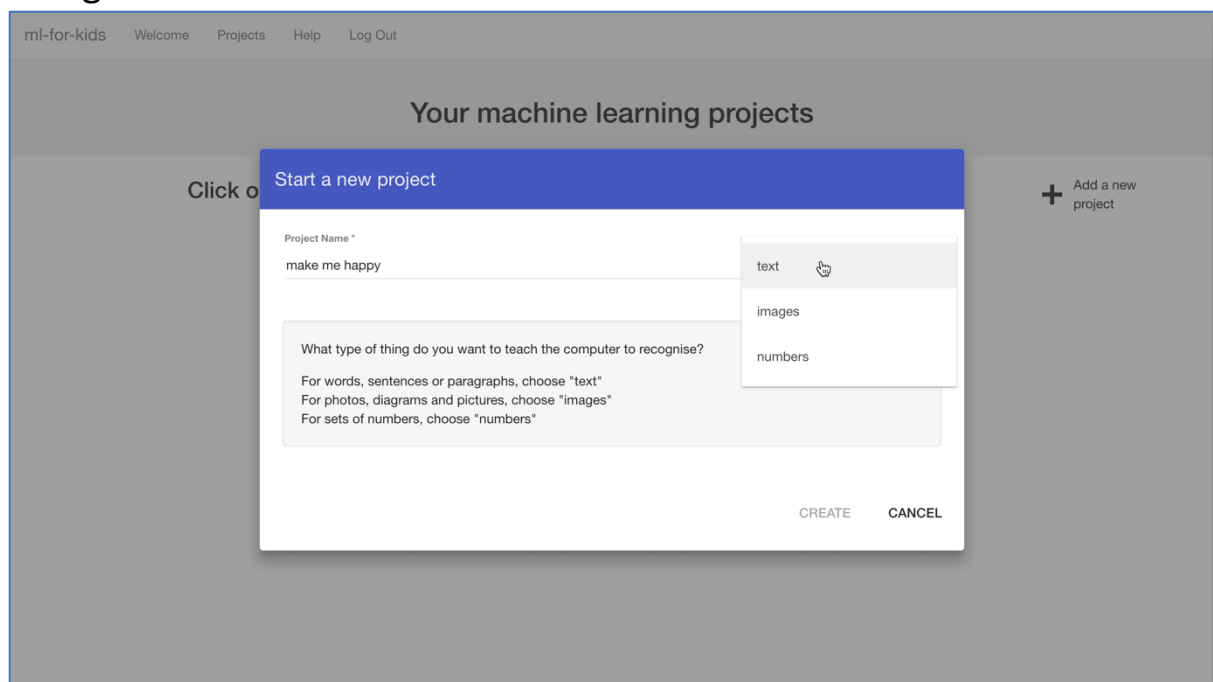 ml-for-kids Welcome Projects Help Log Out
Your machine learning projects
Click o
Add a new
project
Start a new project
Project Name *
make me happy
text
images
numbers
What type of thing do you want to teach the computer to recognise?
For words, sentences or paragraphs, choose "text"
For photos, diagrams and pictures, choose "images"
For sets of numbers, choose "numbers"
CREATE CANCEL